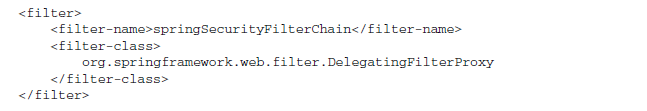 <filter>
    <filter-name>springSecurityFilterChain</filter-name>
    <filter-class>
        org.springframework.web.filter.DelegatingFilterProxy
    </filter-class>
</filter>